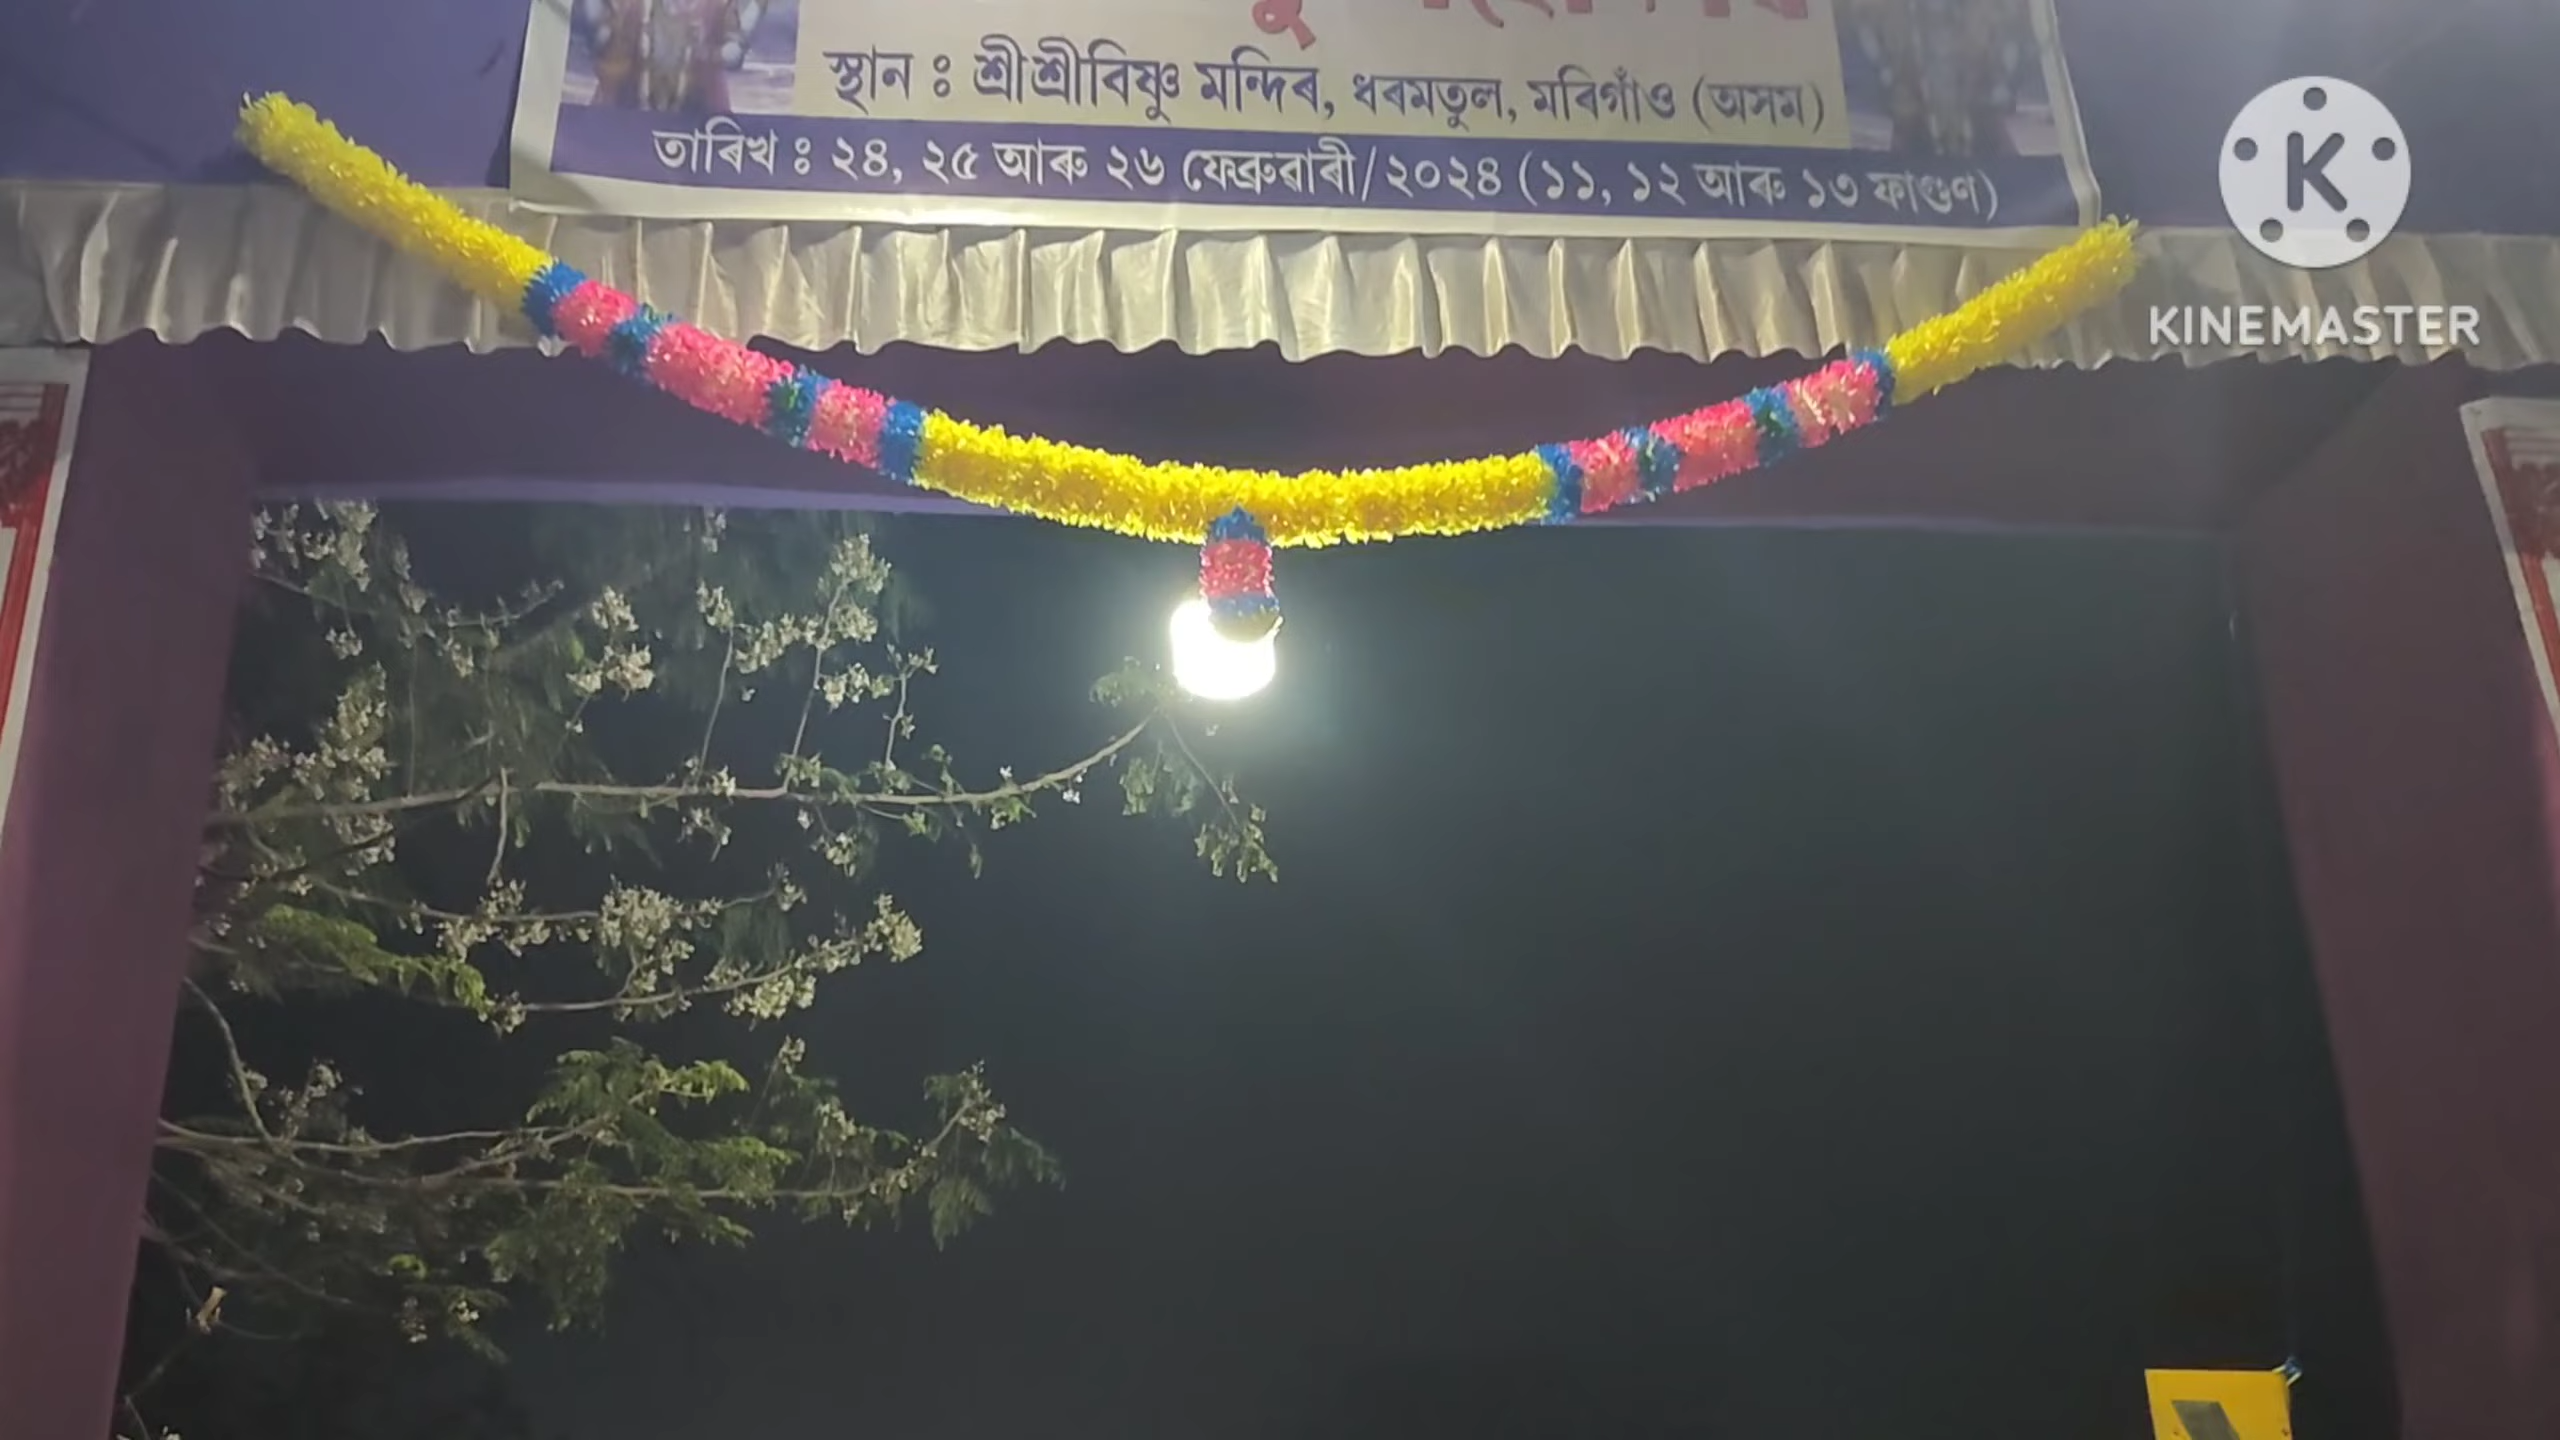 স্থান ঃ শ্ৰীশ্ৰীবিষ্ণু মন্দিৰ, ধৰমতুল, মৰিগাঁও (অসম)
তাৰিখ ঃ ২৪, ২৫ আৰু ২৬ ফেব্ৰুৱাৰী/২০২৪ (১১, ১২ আৰু ১৩ ফাগুণ)
K
KINEMASTER